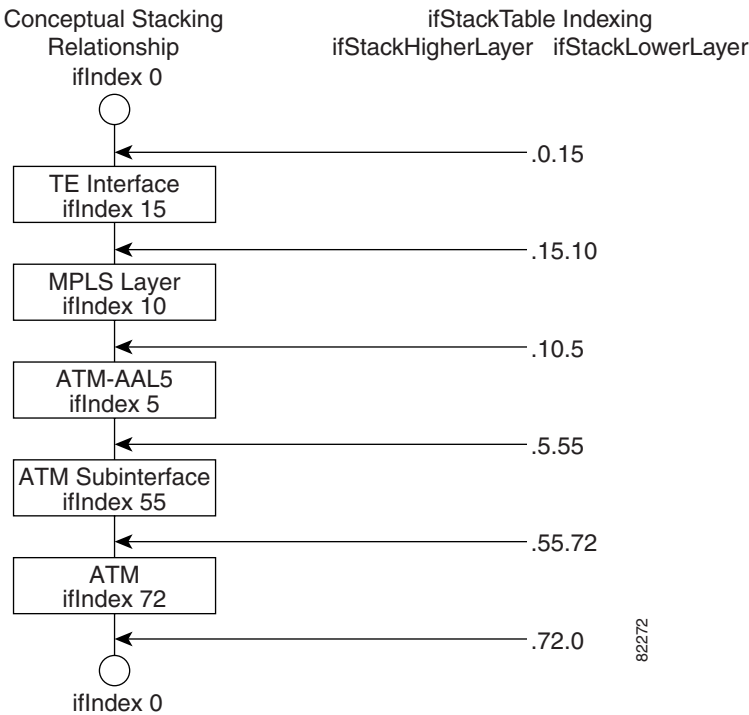 Conceptual Stacking
Relationship
ifStackTable Indexing
ifStackHigherLayer ifStackLowerLayer
ifIndex 0
.0.15
TE Interface
ifIndex 15
.15.10
MPLS Layer
ifIndex 10
.10.5
ATM-AAL5
ifIndex 5
.5.55
ATM Subinterface
ifIndex 55
.55.72
ATM
ifIndex 72
.72.0
82272
ifIndex 0